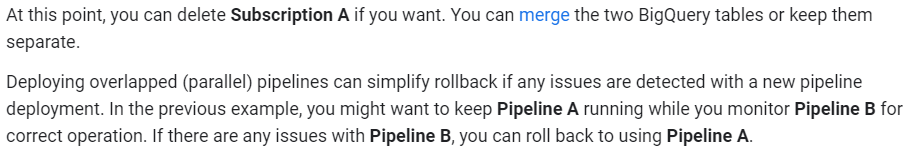 At this point, you can delete Subscription A if you want. You can merge the two BigQuery tables or keep them
separate.
Deploying overlapped (parallel) pipelines can simplify rollback if any issues are detected with a new pipeline
deployment. In the previous example, you might want to keep Pipeline A running while you monitor Pipeline B for
correct operation. If there are any issues with Pipeline B, you can roll back to using Pipeline A.